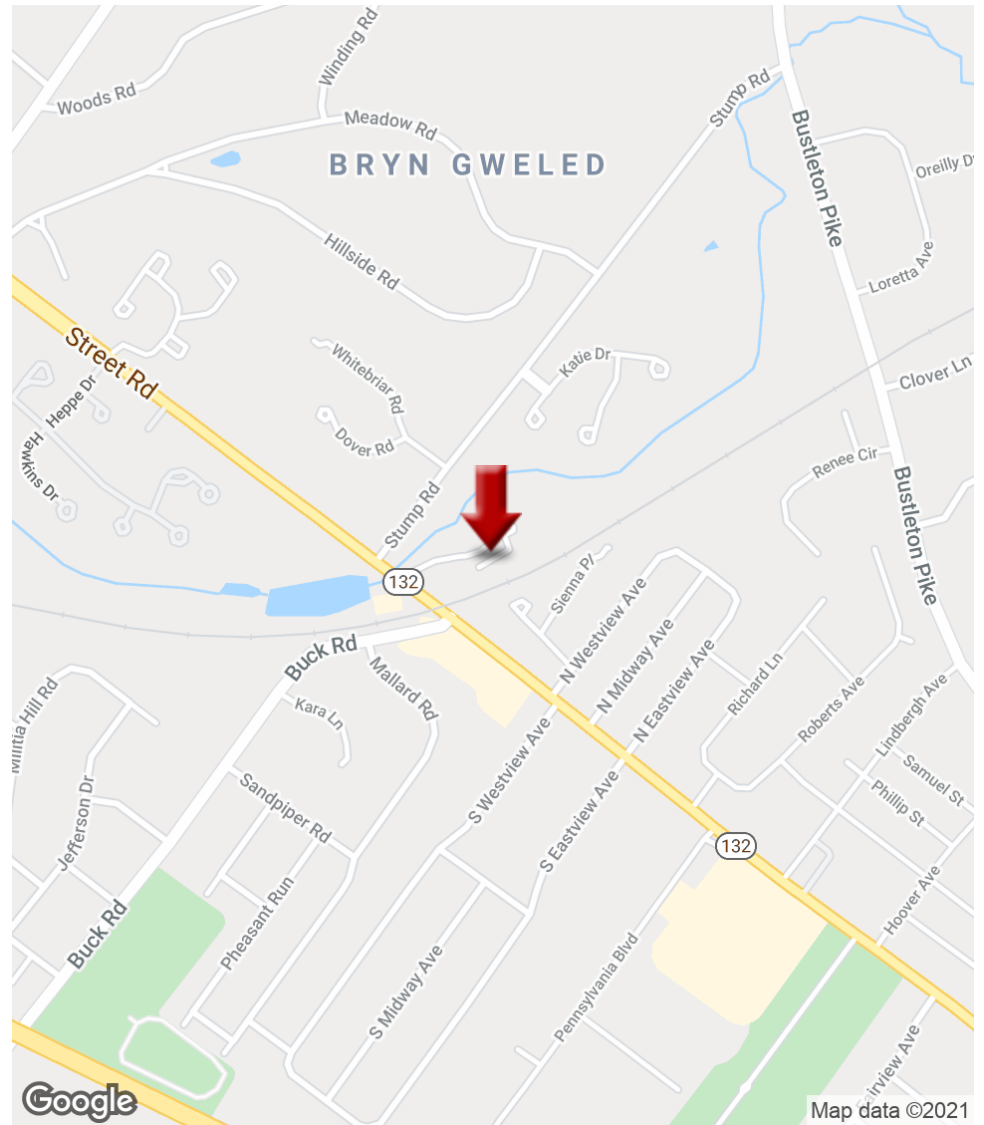 Winding Rd
Woods Rd
Meadow Rd
Stump Rd
BRYN GWELED
Bustleton Pike
Oreilly D
Hillside Rd
Loretta Ave
Street Rd
Whitebriar Rd
Katie Dr
Clover Ln
Heppe Dr
Hawkins Dr
Dover Rd
Renee Cir
Stump Rd
Bustleton Pike
132
Sienna Pl
N Westview Ave
N Midway Ave
N Eastview Ave
Buck Rd
Mallard Rd
Richard Ln
Roberts Ave
Lindbergh Ave
Militia Hill Rd
Kara Ln
Samuel St
Phillip St
Jefferson Dr
Sandpiper Rd
S Westview Ave
S Eastview Ave
132
Hoover Ave
Pheasant Run
Buck Rd
S Midway Ave
Pennsylvania Blvd
Fairview Ave
Google
Map data ©2021